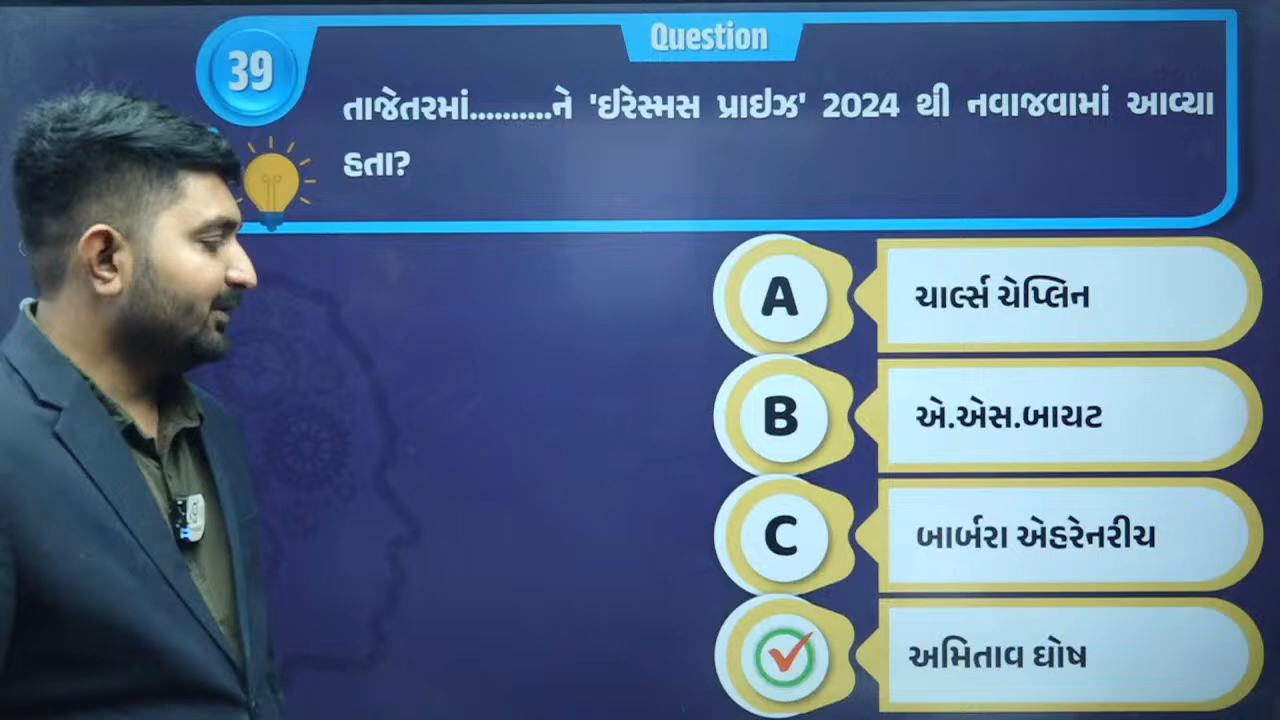 Question
39
તાજેતરમાં..........ને 'ઈરેસ્મસ પ્રાઈઝ' 2024 થી નવાજવામાં આવ્યા
હતા?
A
ચાર્લ્સ ચેપ્લિન
B
એ.એસ.બાયટ
C
બાર્બરા એહરેનરીચ
અમિતાવ ઘોષ